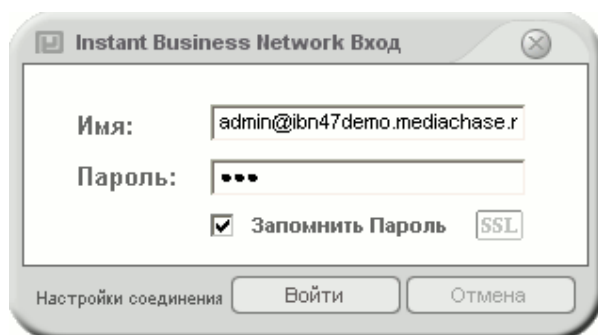 Instant Business Network Вход
Имя: admin@ibn47demo.mediachase.r
Пароль: •••
Запомнить Пароль SSL
Настройки соединения Войти Отмена